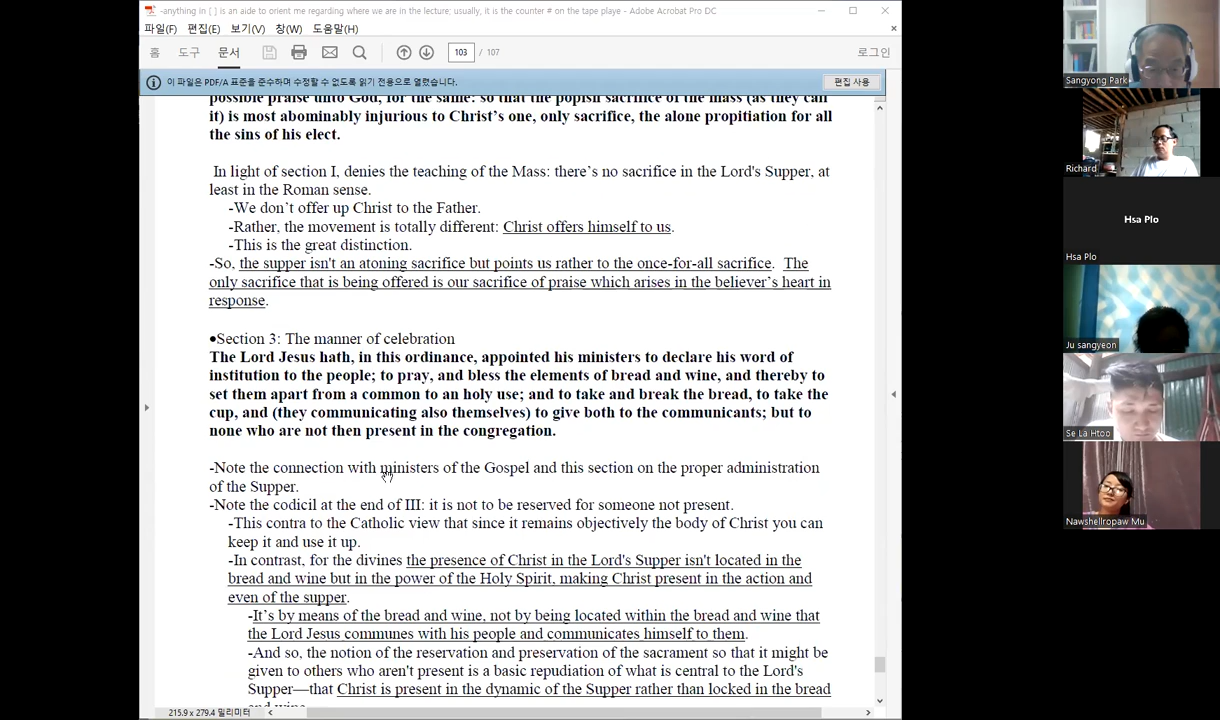 -anything in [ ] is an aide to orient me regarding where we are in the lecture; usually, it is the counter # on the tape playe - Adobe Acrobat Pro DC
파일(F) 편집(E) 보기(V) 창(W) 도움말(H)
홈 도구 문서 103 / 107 로그인
이 파일은 PDF/A 표준을 준수하며 수정할 수 없도록 읽기 전용으로 열렸습니다. 편집 사용
possible praise unto God, for the same: so that the popish sacrifice of the mass (as they call
it) is most abominably injurious to Christ's one, only sacrifice, the alone propitiation for all
the sins of his elect.
In light of section I, denies the teaching of the Mass: there's no sacrifice in the Lord's Supper, at
least in the Roman sense.
-We don't offer up Christ to the Father.
-Rather, the movement is totally different: Christ offers himself to us.
-This is the great distinction.
-So, the supper isn't an atoning sacrifice but points us rather to the once-for-all sacrifice. The
only sacrifice that is being offered is our sacrifice of praise which arises in the believer's heart in
response.
•Section 3: The manner of celebration
The Lord Jesus hath, in this ordinance, appointed his ministers to declare his word of
institution to the people; to pray, and bless the elements of bread and wine, and thereby to
set them apart from a common to an holy use; and to take and break the bread, to take the
cup, and (they communicating also themselves) to give both to the communicants; but to
none who are not then present in the congregation.
-Note the connection with ministers of the Gospel and this section on the proper administration
of the Supper.
-Note the codicil at the end of III: it is not to be reserved for someone not present.
-This contra to the Catholic view that since it remains objectively the body of Christ you can
keep it and use it up.
-In contrast, for the divines the presence of Christ in the Lord's Supper isn't located in the
bread and wine but in the power of the Holy Spirit, making Christ present in the action and
even of the supper.
-It's by means of the bread and wine, not by being located within the bread and wine that
the Lord Jesus communes with his people and communicates himself to them.
-And so, the notion of the reservation and preservation of the sacrament so that it might be
given to others who aren't present is a basic repudiation of what is central to the Lord's
Supper—that Christ is present in the dynamic of the Supper rather than locked in the bread
and wine.
215.9 x 279.4 밀리미터
Sangyong Park
Richard
Hsa Plo
Hsa Plo
Ju sangyeon
Se La Htoo
Nawshellropaw Mu